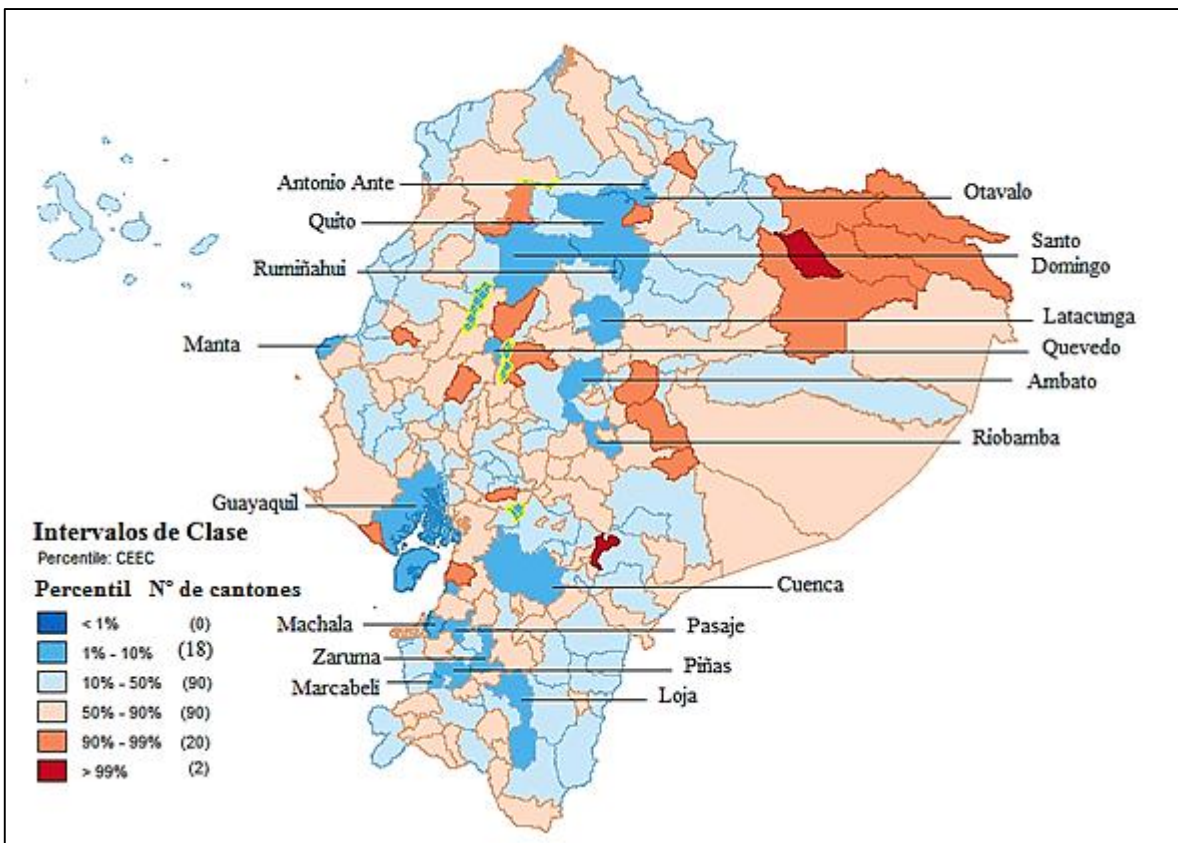 Antonio Ante
Otavalo
Quito
Santo
Domingo
Rumiñahui
Latacunga
Manta
Quevedo
Ambato
Riobamba
Guayaquil
Cuenca
Machala
Pasaje
Zaruma
Piñas
Marcabeli
Loja
Intervalos de Clase
Percentile: CEEC
Percentil N° de cantones
< 1% (0)
1% - 10% (18)
10% - 50% (90)
50% - 90% (90)
90% - 99% (20)
> 99% (2)